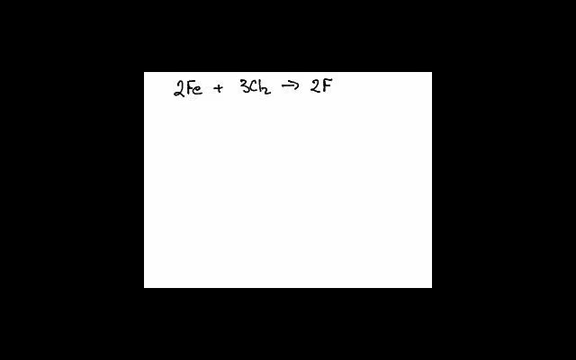 2Fe + 3Cl₂ → 2F